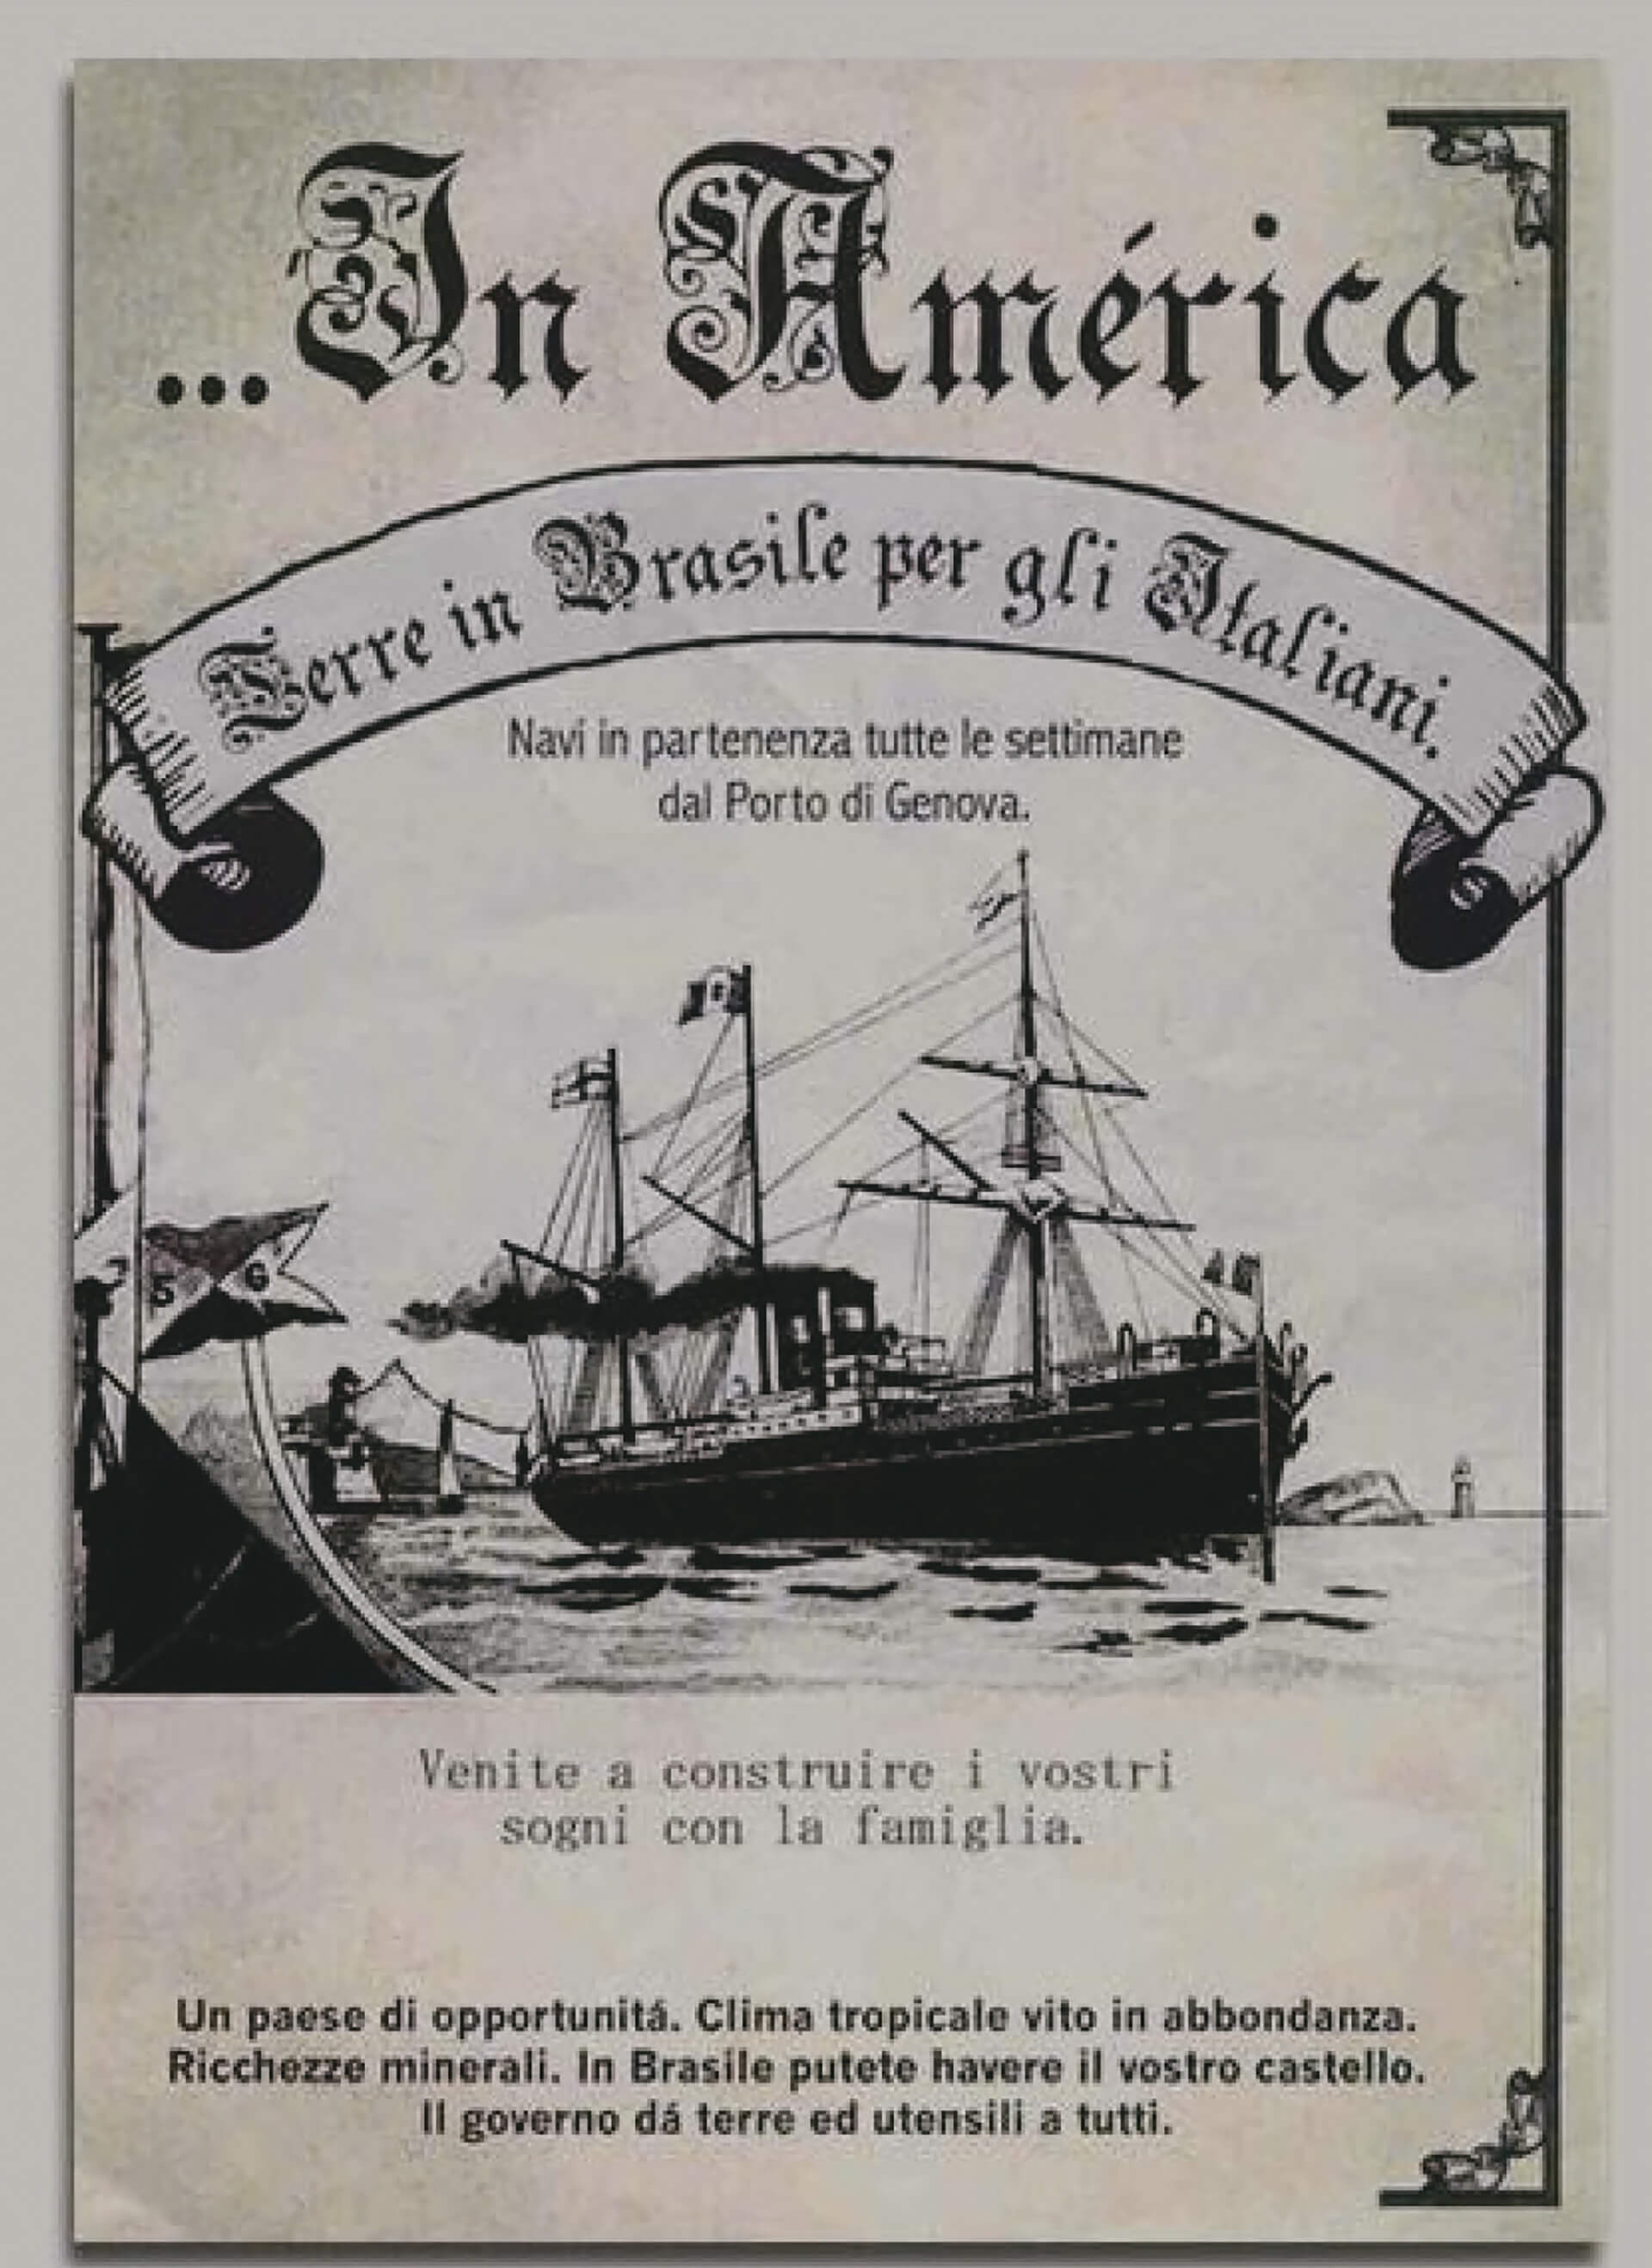 ...In América
Terre in Brasile per gli Italiani.
Navi in partenenza tutte le settimane
dal Porto di Genova.
5 6
Venite a construire i vostri
sogni con la famiglia.
Un paese di opportunitá. Clima tropicale vito in abbondanza.
Ricchezze minerali. In Brasile putete havere il vostro castello.
Il governo dá terre ed utensili a tutti.